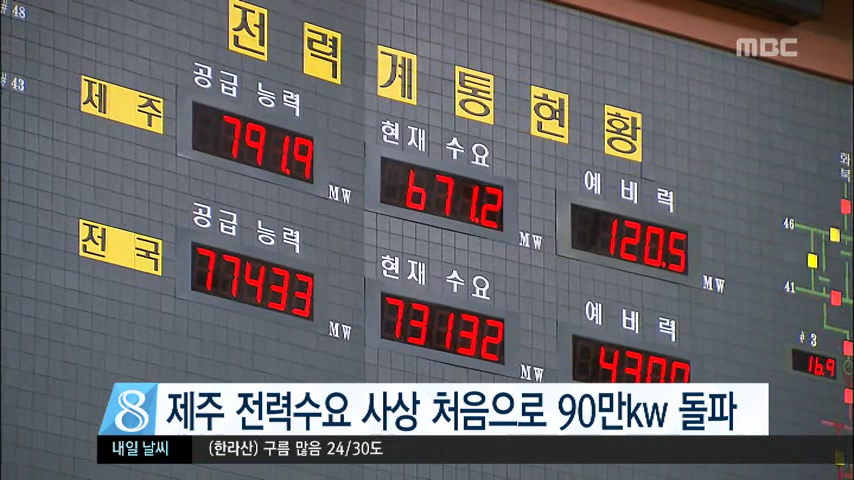 # 48
MBC
전력계통현황
# 43
제주
공급 능력
791.9
MW
현재 수요
671.2
MW
예비력
120.5
MW
화
북
46
41
전국
공급 능력
77433
MW
현재 수요
73132
MW
예비력
4300
# 3
16.9
8 제주 전력수요 사상 처음으로 90만kw 돌파
내일 날씨 (한라산) 구름 많음 24/30도